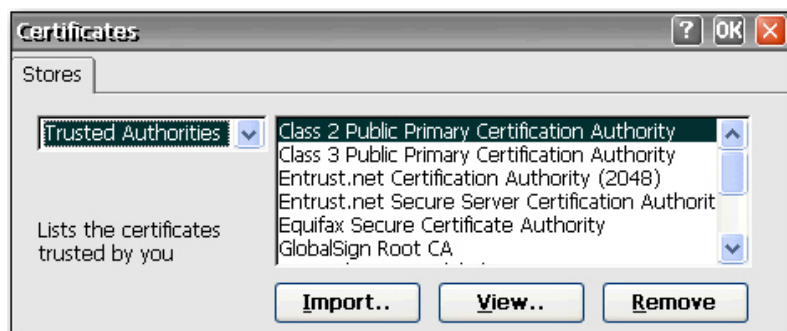 Certificates ? OK
Stores
Trusted Authorities
Class 2 Public Primary Certification Authority
Class 3 Public Primary Certification Authority
Entrust.net Certification Authority (2048)
Entrust.net Secure Server Certification Authorit
Equifax Secure Certificate Authority
GlobalSign Root CA
Lists the certificates
trusted by you
Import..
View..
Remove